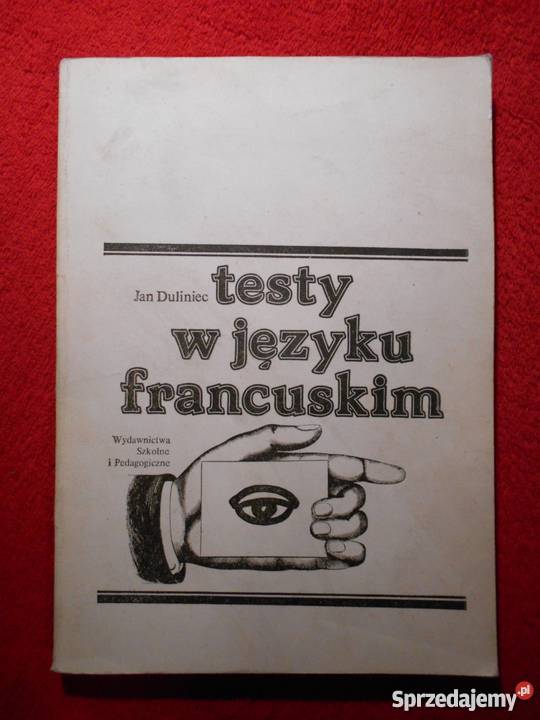 Jan Duliniec
testy
w języku
francuskim
Wydawnictwa
Szkolne
i Pedagogiczne
Sprzedajemy.pl